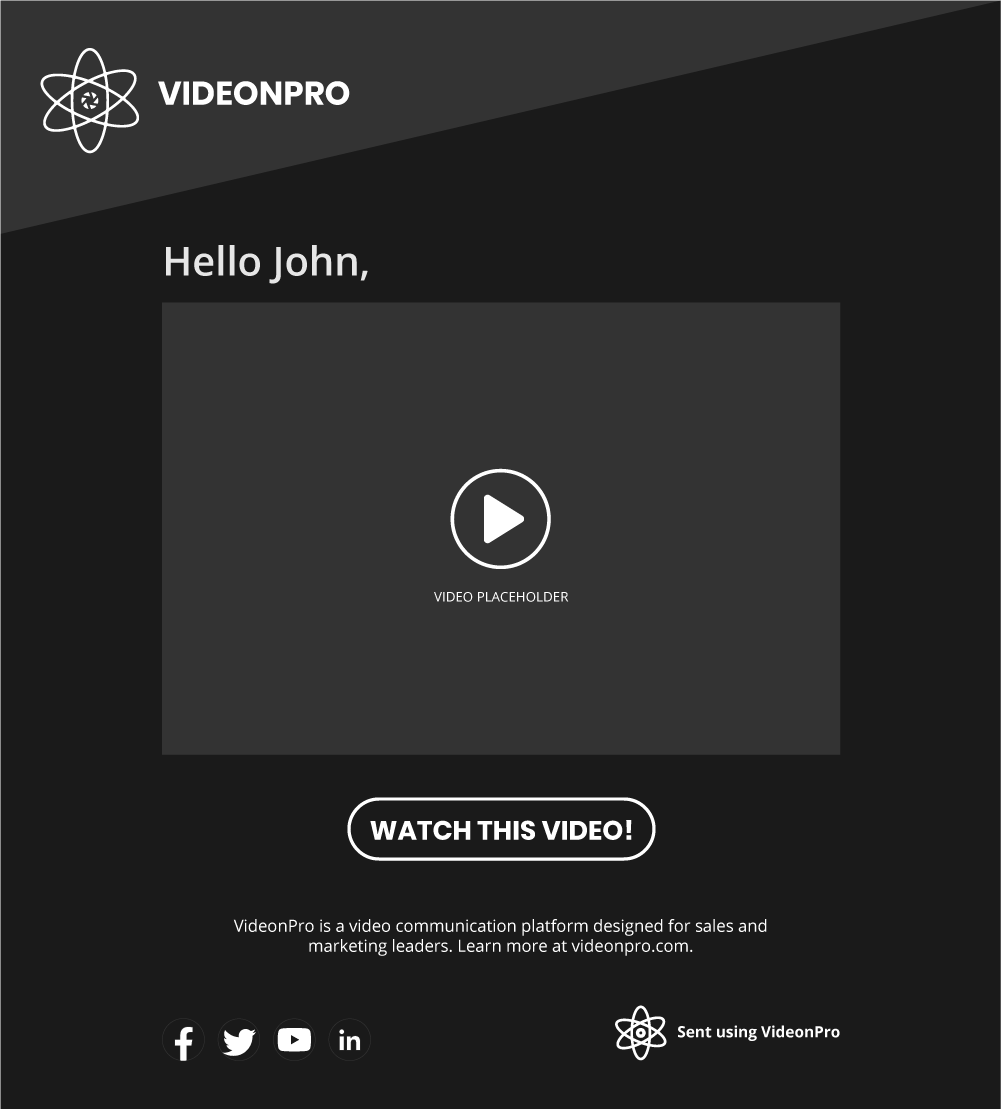 VIDEONPRO
Hello John,
VIDEO PLACEHOLDER
WATCH THIS VIDEO!
VideonPro is a video communication platform designed for sales and
marketing leaders. Learn more at videonpro.com.
Sent using VideonPro